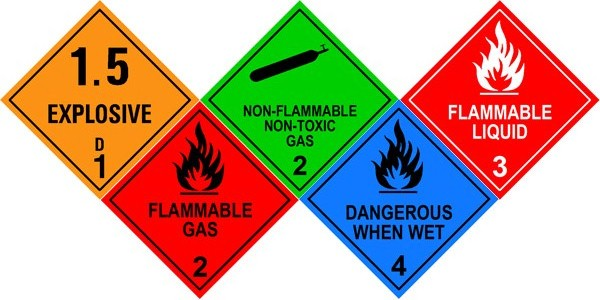 1.5
EXPLOSIVE
D
1
FLAMMABLE
GAS
2
NON-FLAMMABLE
NON-TOXIC
GAS
2
DANGEROUS
WHEN WET
4
FLAMMABLE
LIQUID
3